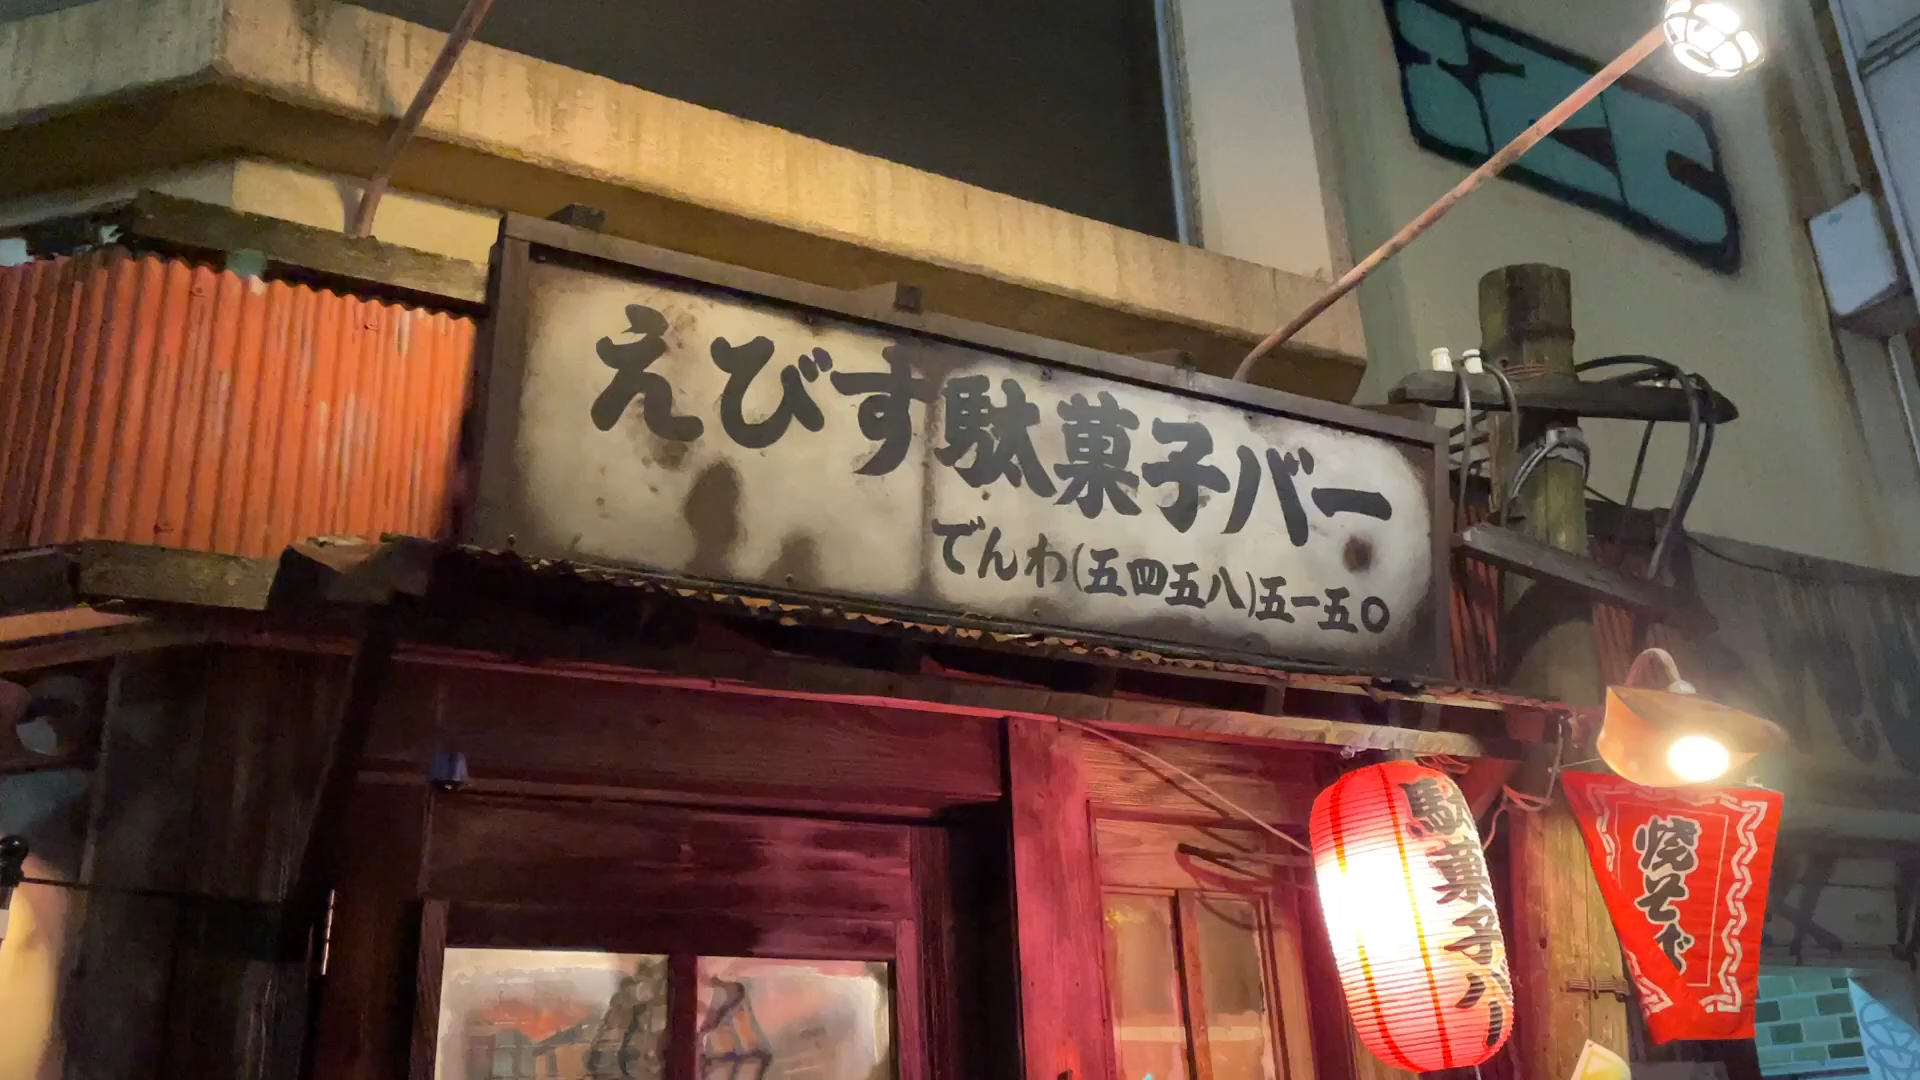 えびす駄菓子バー
でんわ(五四五八)五一五〇
駄菓子バー
焼そば